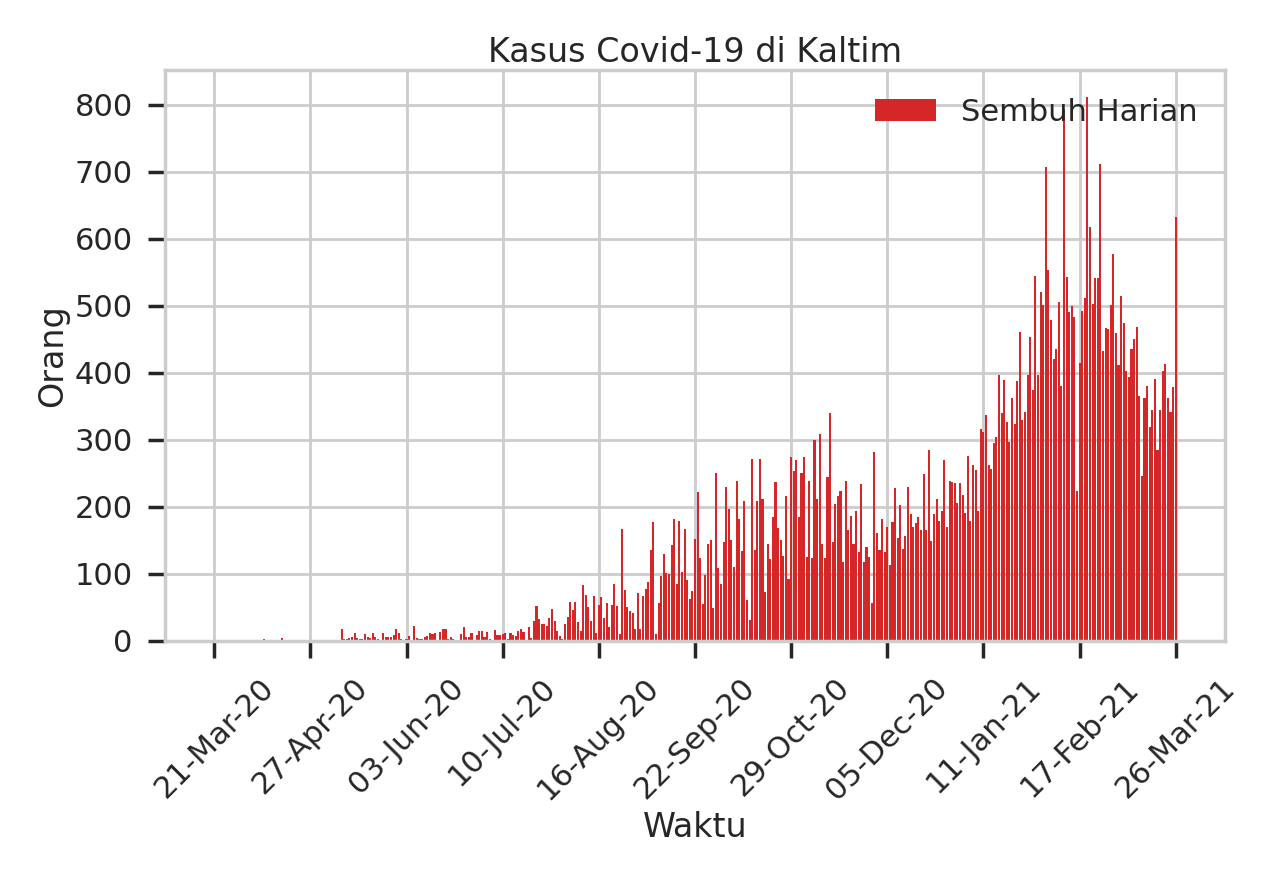 Kasus Covid-19 di Kaltim
Sembuh Harian
800
700
600
500
400
300
200
100
0
Orang
21-Mar-20
27-Apr-20
03-Jun-20
10-Jul-20
16-Aug-20
22-Sep-20
29-Oct-20
05-Dec-20
11-Jan-21
17-Feb-21
26-Mar-21
Waktu